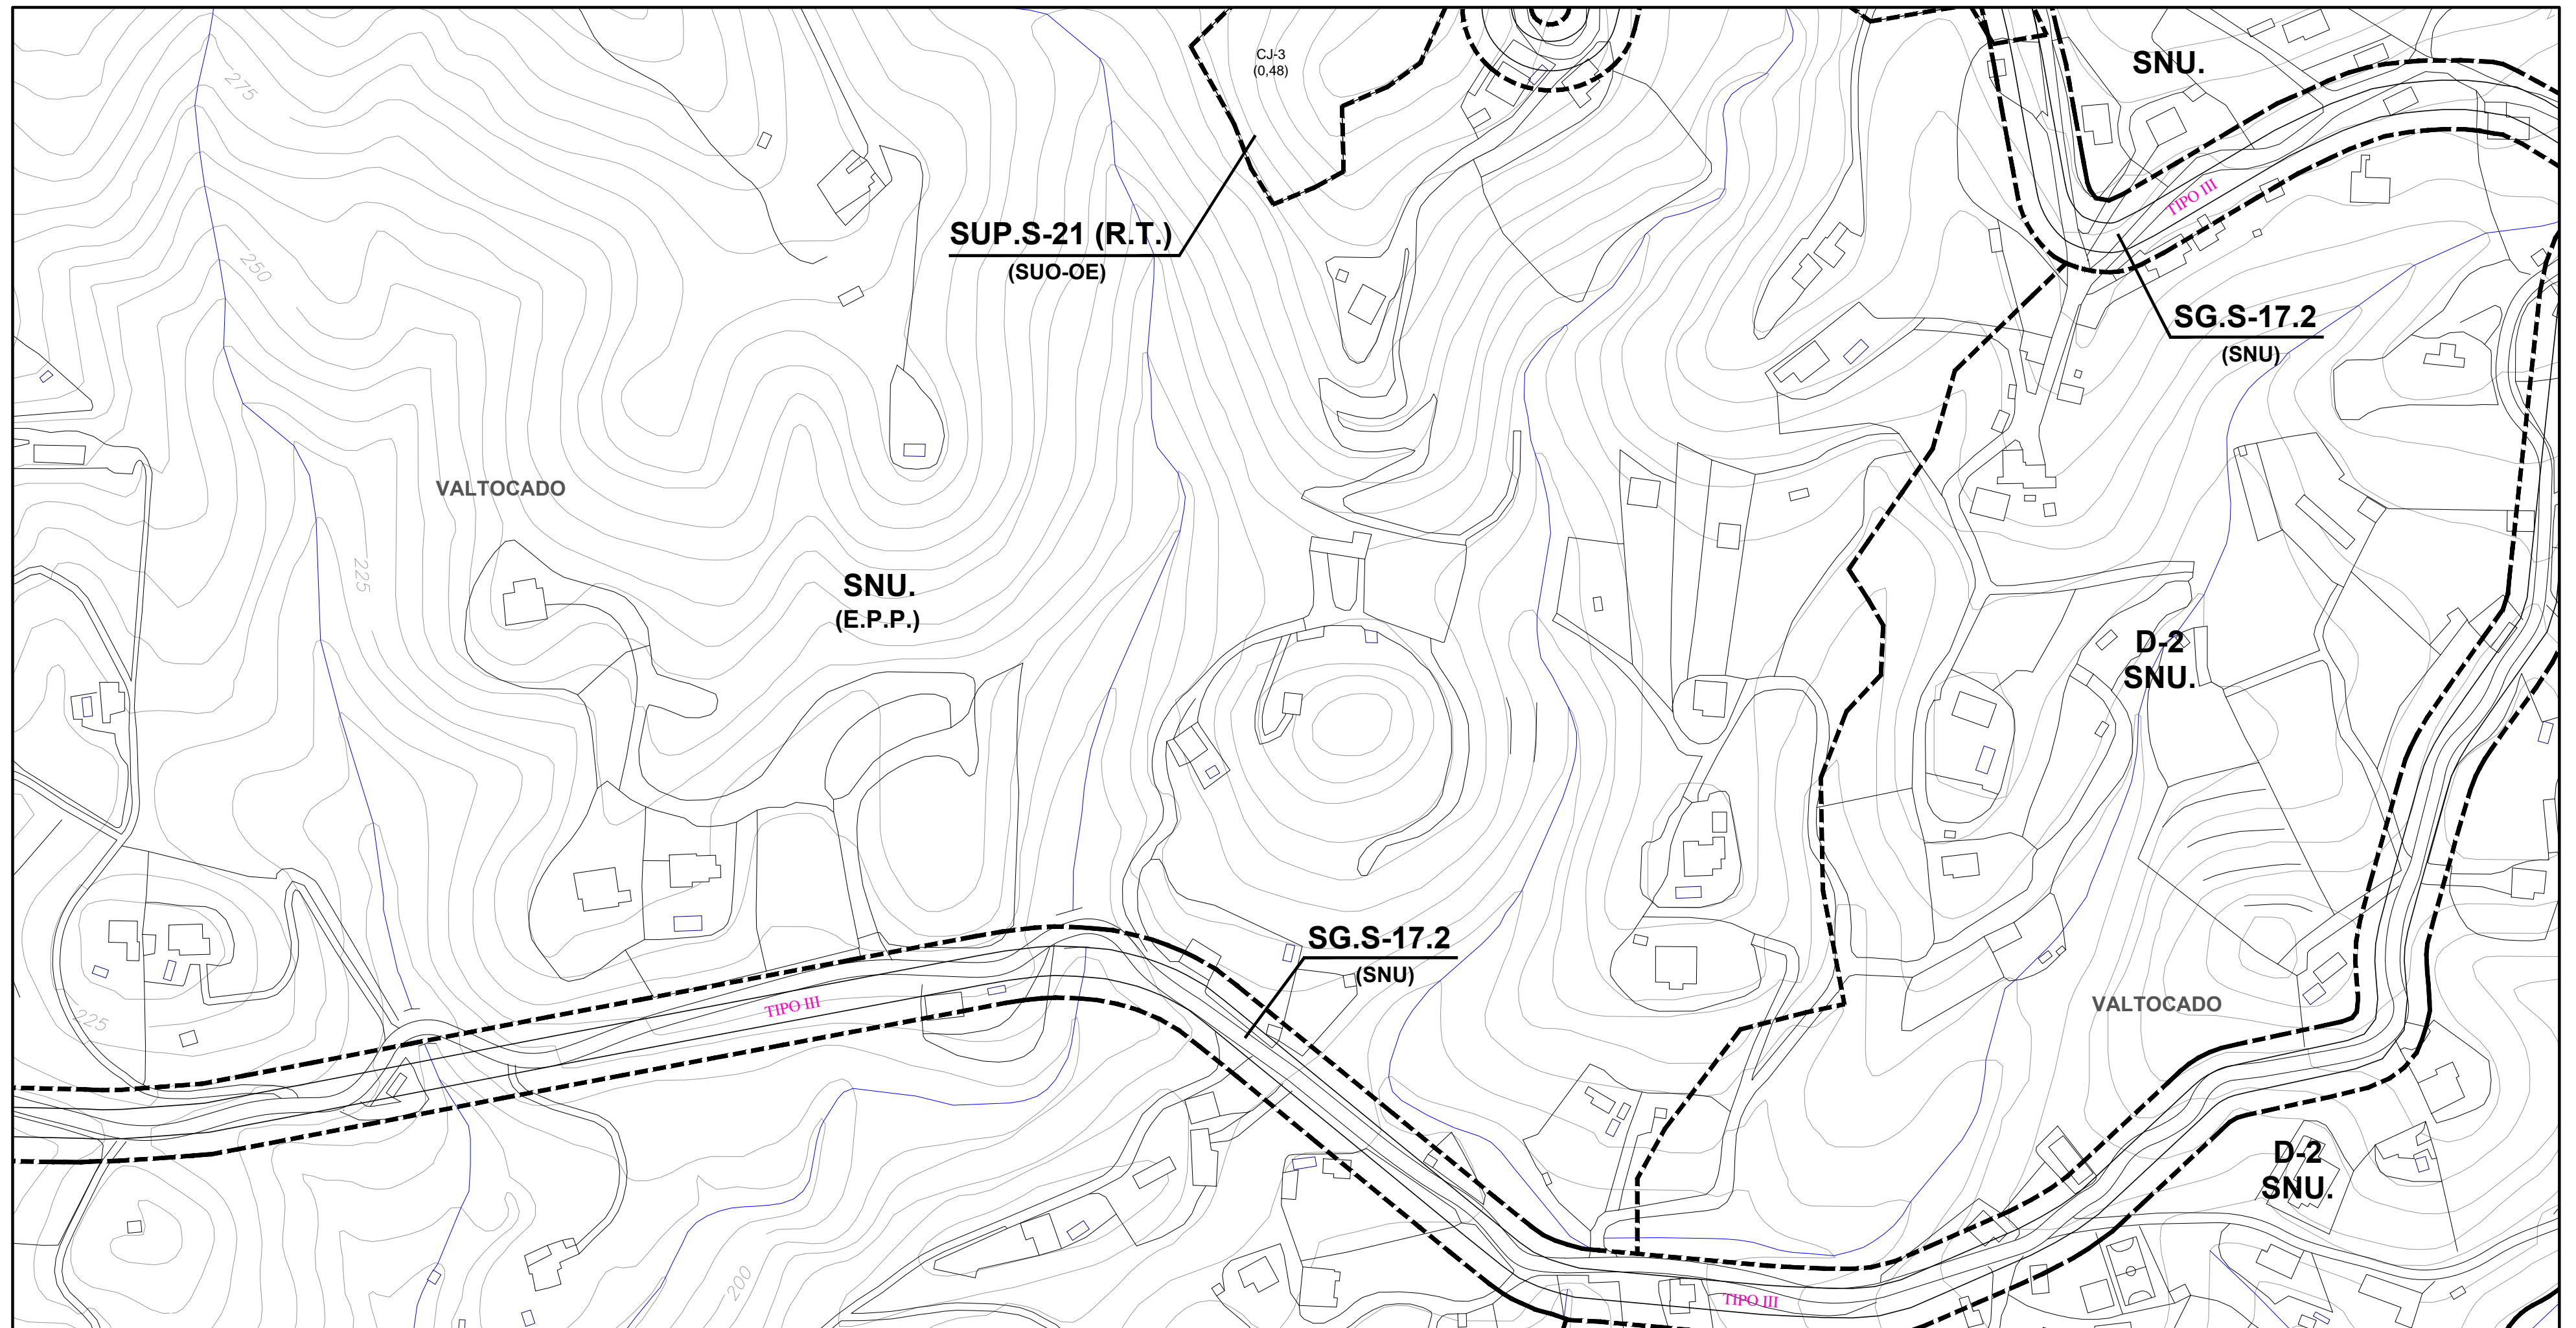 CJ-3
(0,48)
SNU.
275
TIPO III
SUP.S-21 (R.T.)
(SUO-OE)
250
SG.S-17.2
(SNU)
VALTOCADO
225
SNU.
(E.P.P.)
D-2
SNU.
SG.S-17.2
(SNU)
TIPO III
VALTOCADO
225
D-2
SNU.
200
TIPO III